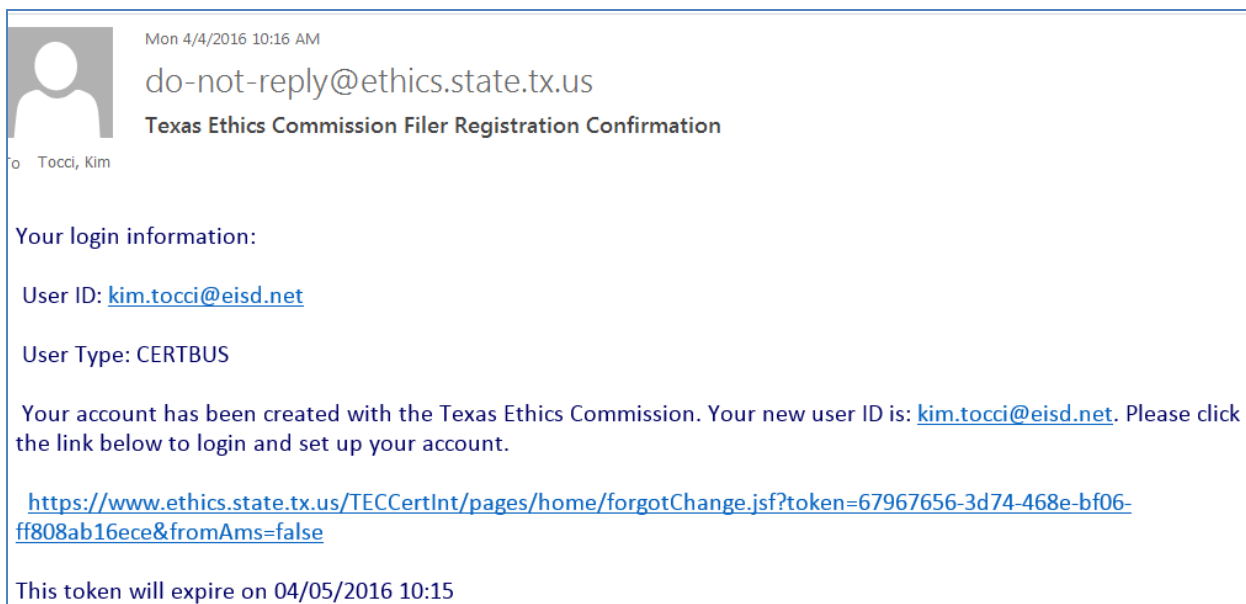 Mon 4/4/2016 10:16 AM
do-not-reply@ethics.state.tx.us
Texas Ethics Commission Filer Registration Confirmation
To Tocci, Kim
Your login information:
User ID: kim.tocci@eisd.net
User Type: CERTBUS
Your account has been created with the Texas Ethics Commission. Your new user ID is: kim.tocci@eisd.net. Please click
the link below to login and set up your account.
https://www.ethics.state.tx.us/TECCertInt/pages/home/forgotChange.jsf?token=67967656-3d74-468e-bf06-
ff808ab16ece&fromAms=false
This token will expire on 04/05/2016 10:15